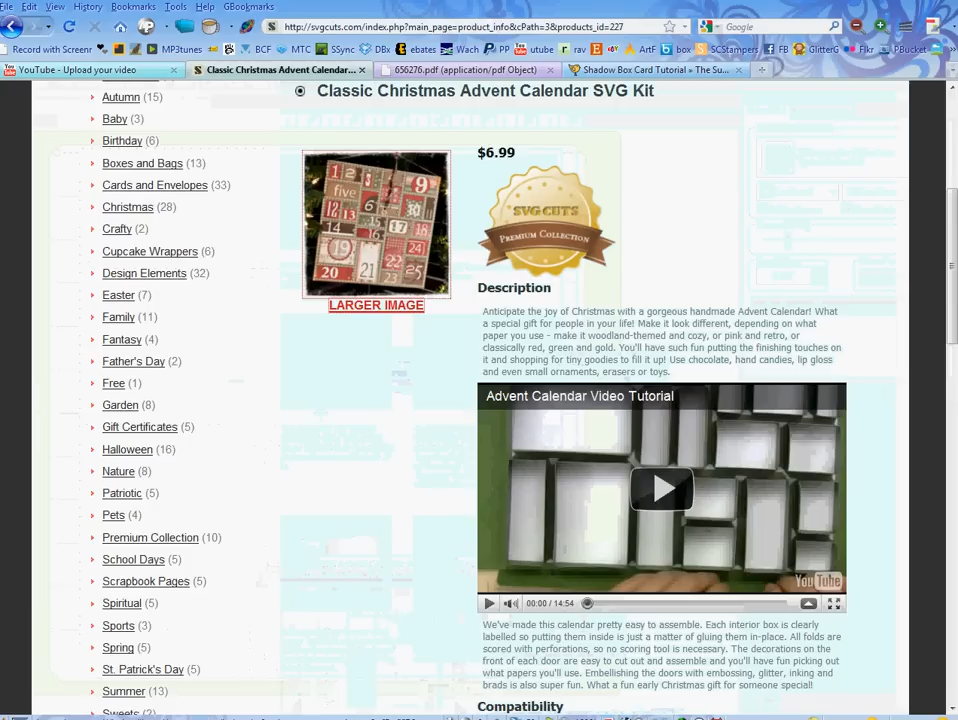 File Edit View History Bookmarks Tools Help GBookmarks
http://svgcuts.com/index.php?main_page=product_info&cPath=3&products_id=227
Google
Record with Screenr MP3tunes BCF MTC SSync DBx ebates Wach PP utube rav ArtF box SCStampers FB GlitterG Flkr PBucket
YouTube - Upload your video
Classic Christmas Advent Calendar...
656276.pdf (application/pdf Object)
Shadow Box Card Tutorial » The Su...
Classic Christmas Advent Calendar SVG Kit
Autumn (15)
Baby (3)
Birthday (6)
Boxes and Bags (13)
Cards and Envelopes (33)
Christmas (28)
Crafty (2)
Cupcake Wrappers (6)
Design Elements (32)
Easter (7)
Family (11)
Fantasy (4)
Father's Day (2)
Free (1)
Garden (8)
Gift Certificates (5)
Halloween (16)
Nature (8)
Patriotic (5)
Pets (4)
Premium Collection (10)
School Days (5)
Scrapbook Pages (5)
Spiritual (5)
Sports (3)
Spring (5)
St. Patrick's Day (5)
Summer (13)
Sweets (2)
LARGER IMAGE
$6.99
SVG CUTS
PREMIUM COLLECTION
Description
Anticipate the joy of Christmas with a gorgeous handmade Advent Calendar! What
a special gift for people in your life! Make it look different, depending on what
paper you use - make it woodland-themed and cozy, or pink and retro, or
classically red, green and gold. You'll have such fun putting the finishing touches on
it and shopping for tiny goodies to fill it up! Use chocolate, hand candies, lip gloss
and even small ornaments, erasers or toys.
Advent Calendar Video Tutorial
YouTube
00:00 / 14:54
We've made this calendar pretty easy to assemble. Each interior box is clearly
labelled so putting them inside is just a matter of gluing them in-place. All folds are
scored with perforations, so no scoring tool is necessary. The decorations on the
front of each door are easy to cut out and assemble and you'll have fun picking out
what papers you'll use. Embellishing the doors with embossing, glitter, inking and
brads is also super fun. What a fun early Christmas gift for someone special!
Compatibility